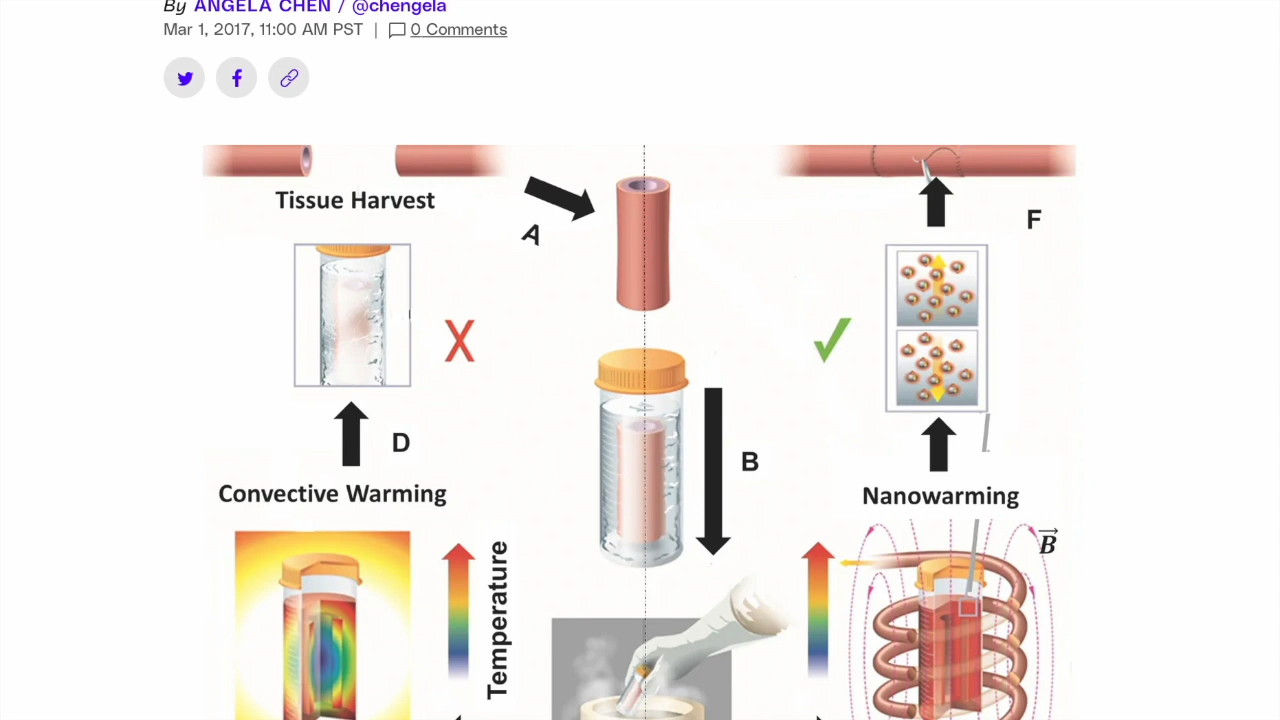 By ANGELA CHEN / @chengela
Mar 1, 2017, 11:00 AM PST | 0 Comments
Tissue Harvest
A
F
X
D
B
Convective Warming
Nanowarming
Temperature
B